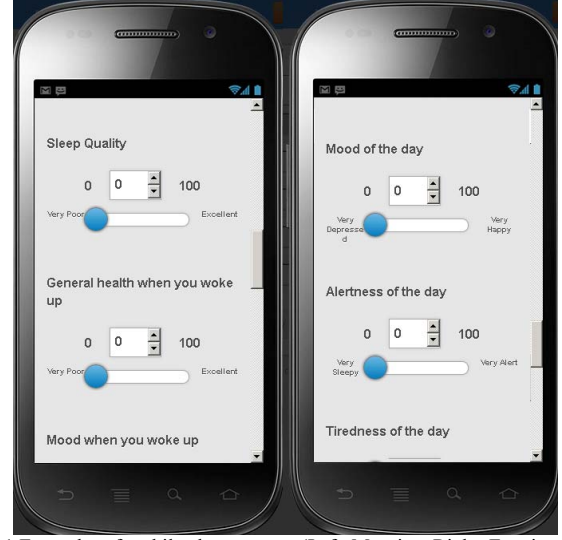 Sleep Quality
0 0 100
Very Poor Excellent
General health when you woke
up
0 0 100
Very Poor Excellent
Mood when you woke up
Mood of the day
0 0 100
Very Depressed Very Happy
Alertness of the day
0 0 100
Very Sleepy Very Alert
Tiredness of the day